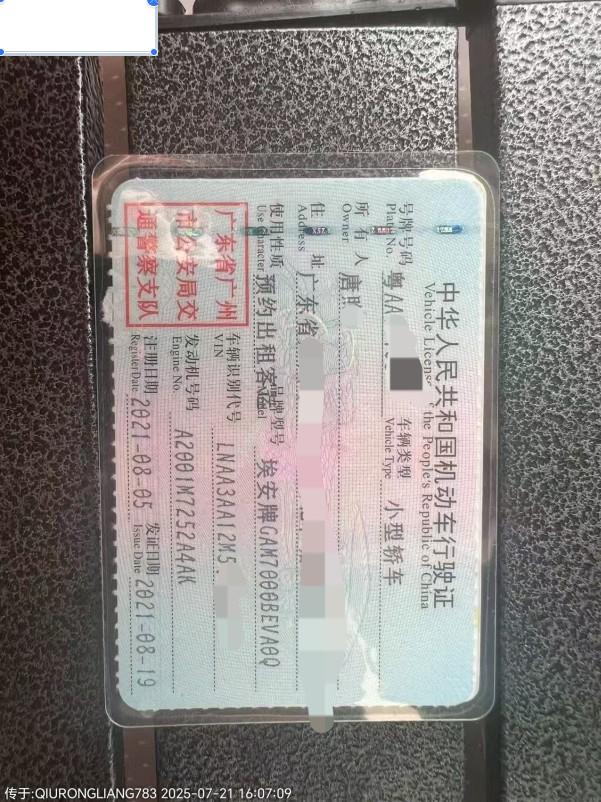 中华人民共和国机动车行驶证
Vehicle License the People's Republic of China
号牌号码 粤AA
Plate No.
车辆类型 小型轿车
Vehicle Type
所有人 唐
Owner
住址 广东省
Address
使用性质 预约出租客运
Use Character
品牌型号 埃安牌GAM7000BEVA0Q
Model
广东省广州
市公安局交
通警察支队
车辆识别代号 LNAA3AA12M5
VIN
发动机号码 A2001M7252A4AK
Engine No.
注册日期 2021-08-05
Register Date
发证日期 2021-08-19
Issue Date
传于:QIURONGLIANG783 2025-07-21 16:07:09